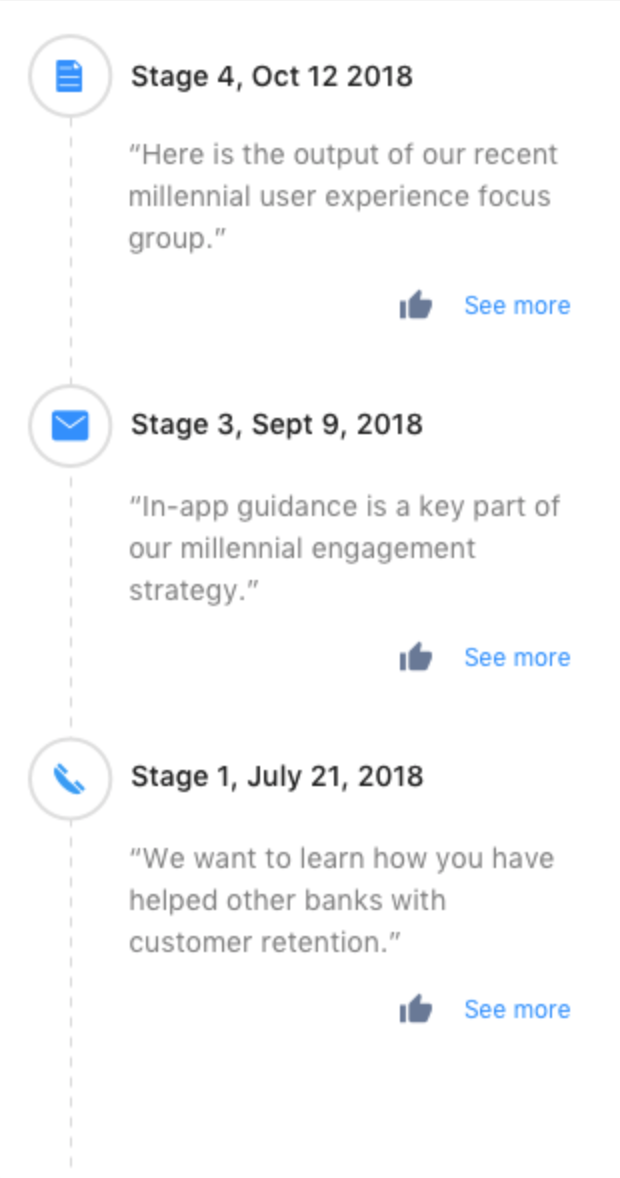 Stage 4, Oct 12 2018
“Here is the output of our recent
millennial user experience focus
group.”
See more
Stage 3, Sept 9, 2018
“In-app guidance is a key part of
our millennial engagement
strategy.”
See more
Stage 1, July 21, 2018
“We want to learn how you have
helped other banks with
customer retention.”
See more